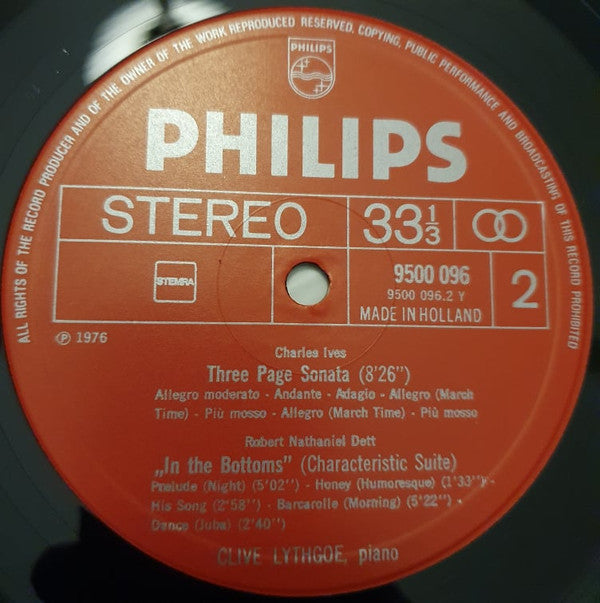 ALL RIGHTS OF THE RECORD PRODUCER AND OF THE OWNER OF THE WORK REPRODUCED RESERVED. COPYING, PUBLIC PERFORMANCE AND BROADCASTING OF THIS RECORD PROHIBITED
PHILIPS
PHILIPS
STEREO
33 1/3
STEMRA
9500 096
9500 096.2 Y
MADE IN HOLLAND
2
℗ 1976
Charles Ives
Three Page Sonata (8'26")
Allegro moderato - Andante - Adagio - Allegro (March
Time) - Più mosso - Allegro (March Time) - Più mosso
Robert Nathaniel Dett
„In the Bottoms" (Characteristic Suite)
Prelude (Night) (5'02") - Honey (Humoresque) (1'33") -
His Song (2'58") - Barcarolle (Morning) (5'22") -
Dance (Juba) (2'40")
CLIVE LYTHGOE, piano